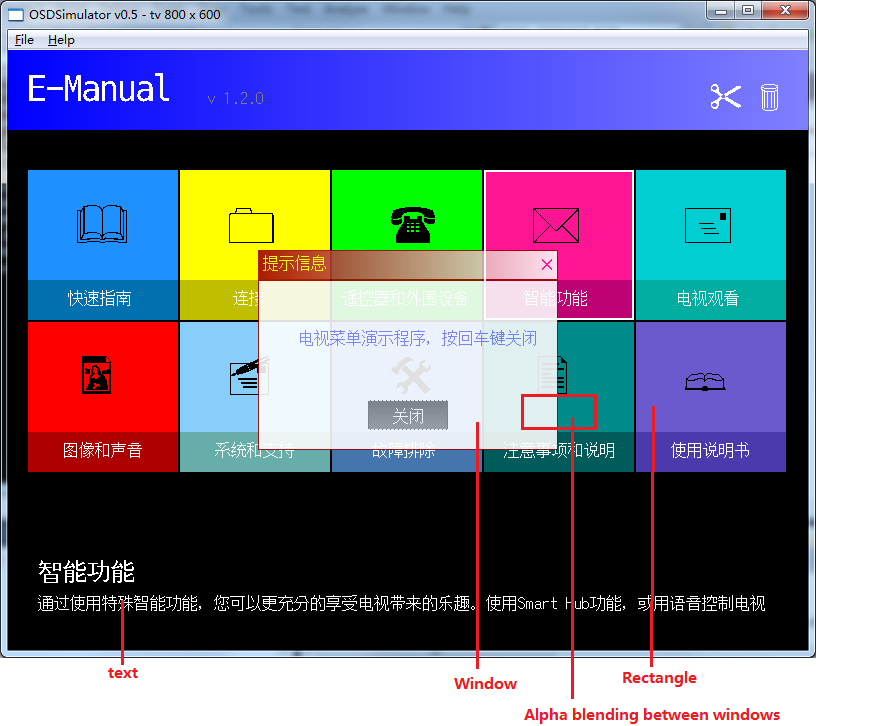 OSDSimulator v0.5 - tv 800 x 600
File Help
E-Manual v 1.2.0
提示信息
快速指南 连接 遥控器和外围设备 智能功能 电视观看
电视菜单演示程序，按回车键关闭
关闭
图像和声音 系统和支持 故障排除 注意事项和说明 使用说明书
智能功能
通过使用特殊智能功能，您可以更充分的享受电视带来的乐趣。使用Smart Hub功能，或用语音控制电视
text
Window
Rectangle
Alpha blending between windows